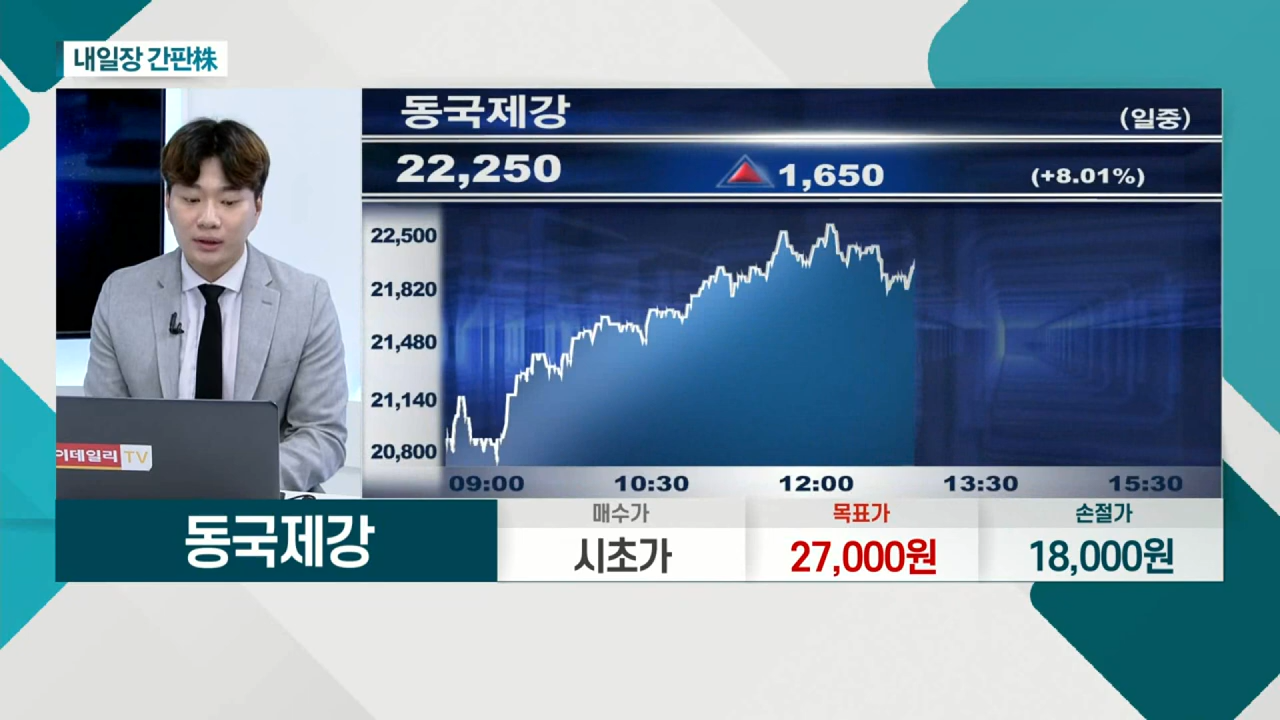 내일장 간판株
동국제강
(일중)
22,250
1,650
(+8.01%)
22,500
21,820
21,480
21,140
20,800
09:00
10:30
12:00
13:30
15:30
이데일리TV
동국제강
매수가
시초가
목표가
27,000원
손절가
18,000원